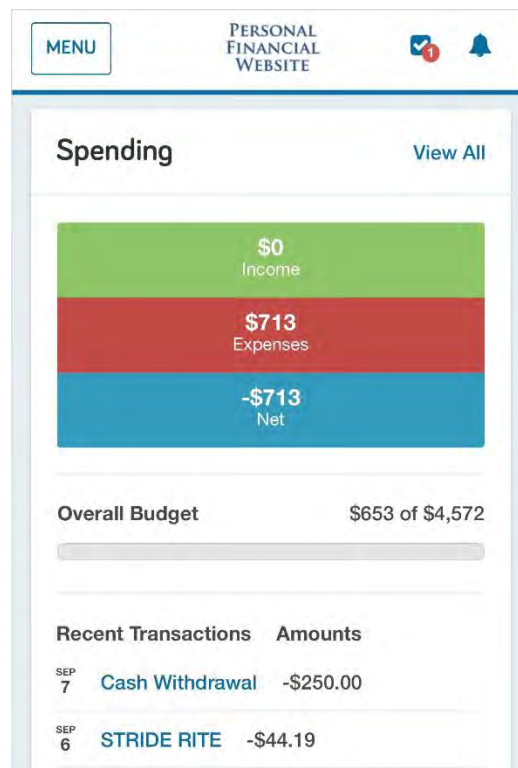 MENU
PERSONAL
FINANCIAL
WEBSITE
1
Spending View All
$0
Income
$713
Expenses
-$713
Net
Overall Budget $653 of $4,572
Recent Transactions Amounts
SEP
7 Cash Withdrawal -$250.00
SEP
6 STRIDE RITE -$44.19